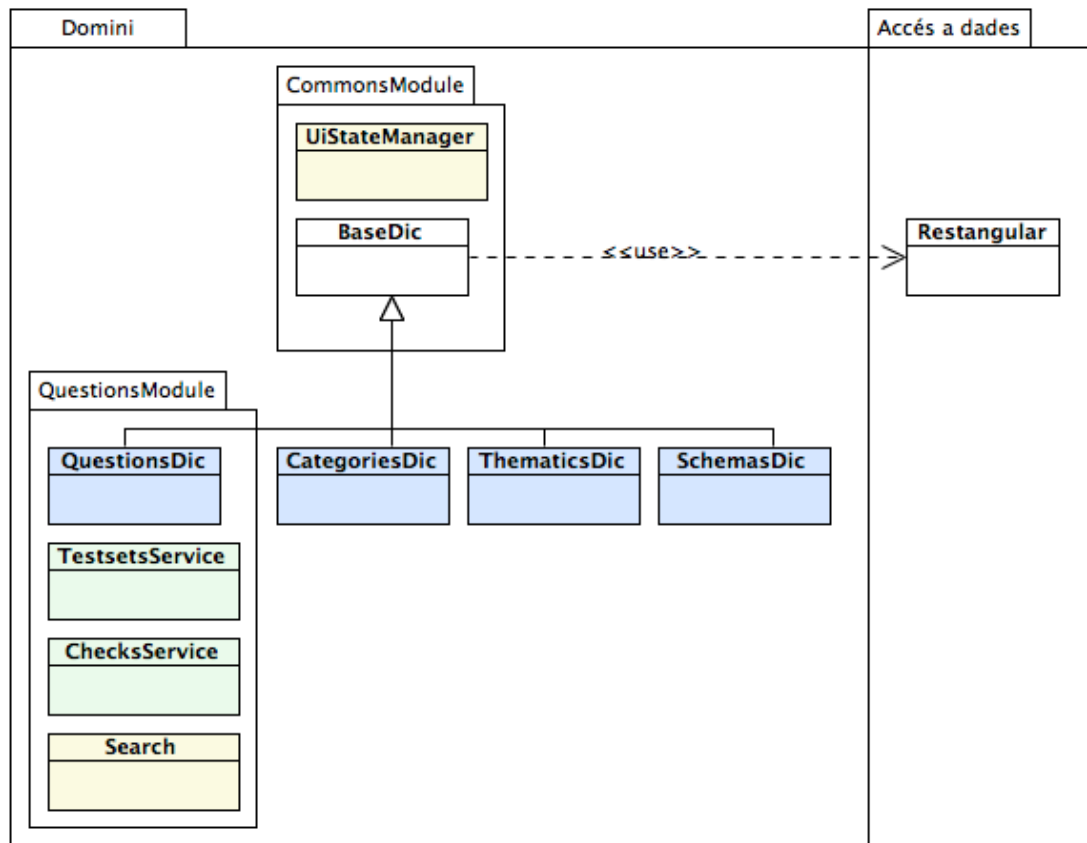 Domini
Accés a dades
CommonsModule
UiStateManager
BaseDic
<<use>>
Restangular
QuestionsModule
QuestionsDic
CategoriesDic
ThematicsDic
SchemasDic
TestsetsService
ChecksService
Search